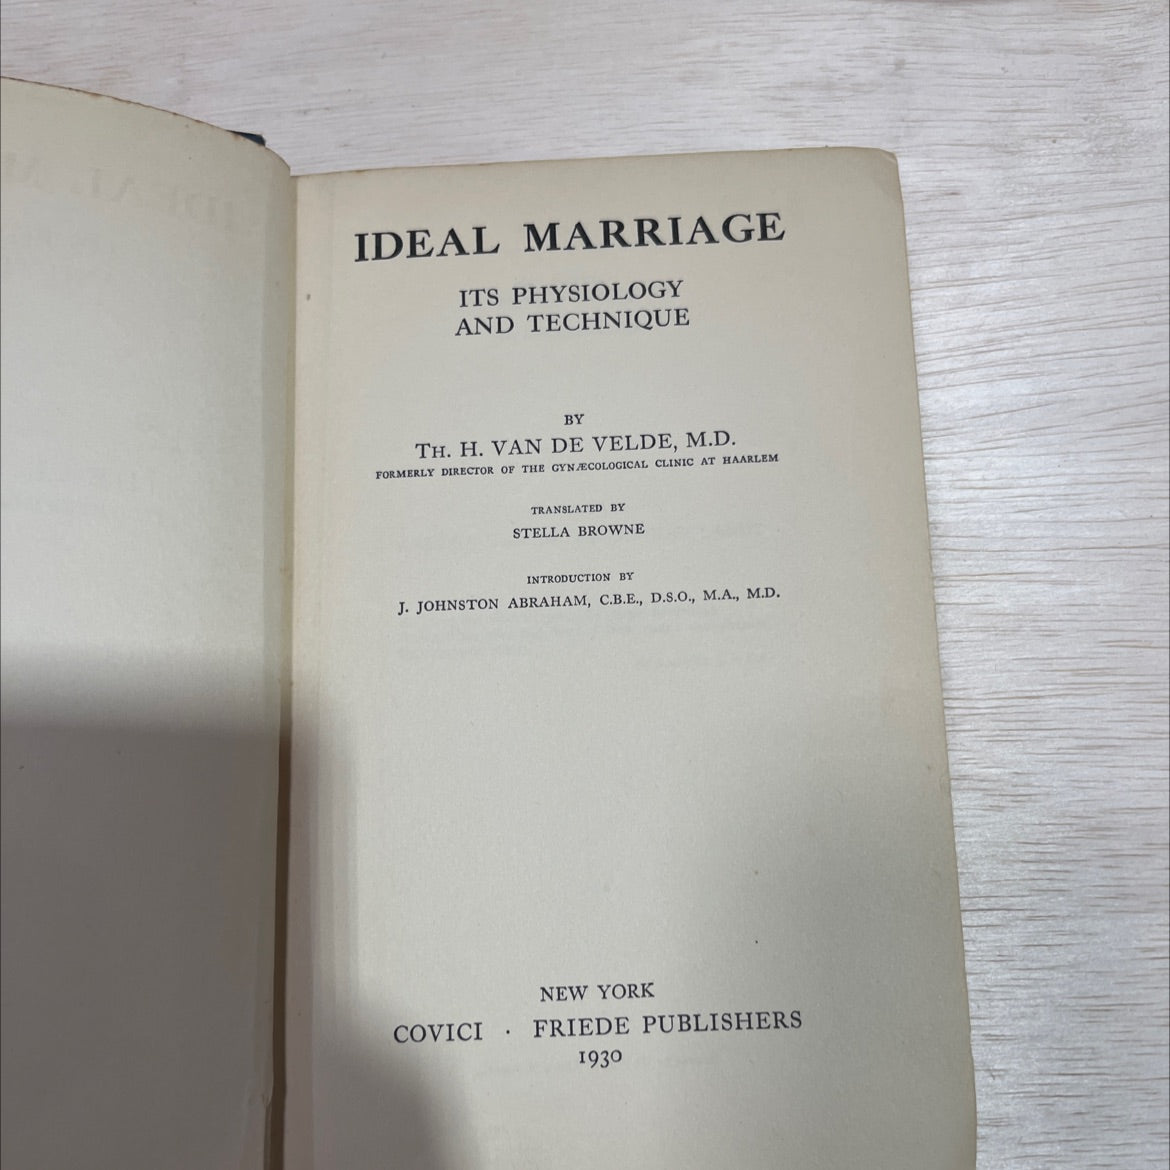 IDEAL MARRIAGE
ITS PHYSIOLOGY
AND TECHNIQUE
BY
TH. H. VAN DE VELDE, M.D.
FORMERLY DIRECTOR OF THE GYNÆCOLOGICAL CLINIC AT HAARLEM
TRANSLATED BY
STELLA BROWNE
INTRODUCTION BY
J. JOHNSTON ABRAHAM, C.B.E., D.S.O., M.A., M.D.
NEW YORK
COVICI · FRIEDE PUBLISHERS
1930